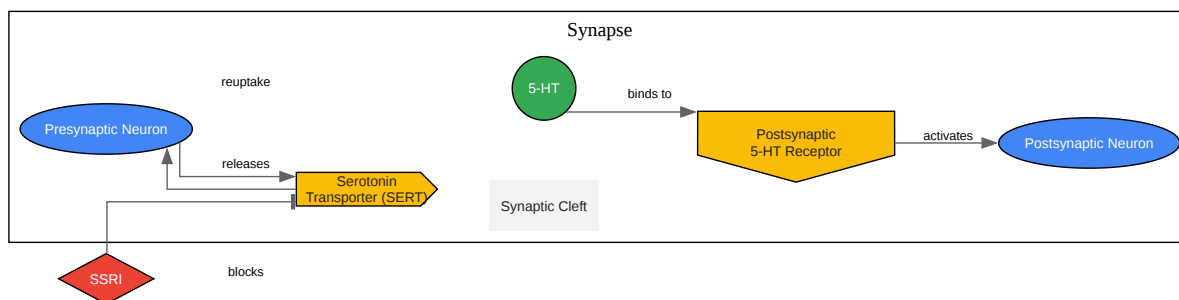 Synapse
reuptake
5-HT
binds to
Presynaptic Neuron
Postsynaptic
5-HT Receptor
activates
Postsynaptic Neuron
releases
Serotonin
Transporter (SERT)
Synaptic Cleft
SSRI
blocks